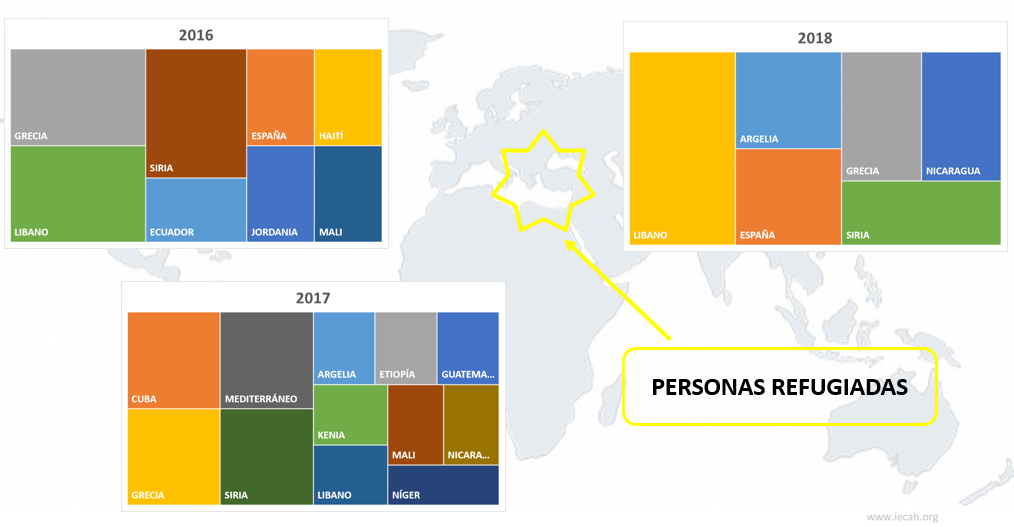 2016
GRECIA
SIRIA
ESPAÑA
HAITÍ
LIBANO
ECUADOR
JORDANIA
MALI
2018
LIBANO
ARGELIA
ESPAÑA
GRECIA
NICARAGUA
SIRIA
2017
CUBA
MEDITERRÁNEO
ARGELIA
ETIOPÍA
GUATEMA...
GRECIA
SIRIA
KENIA
LIBANO
MALI
NICARA...
NÍGER
PERSONAS REFUGIADAS
www.iecah.org